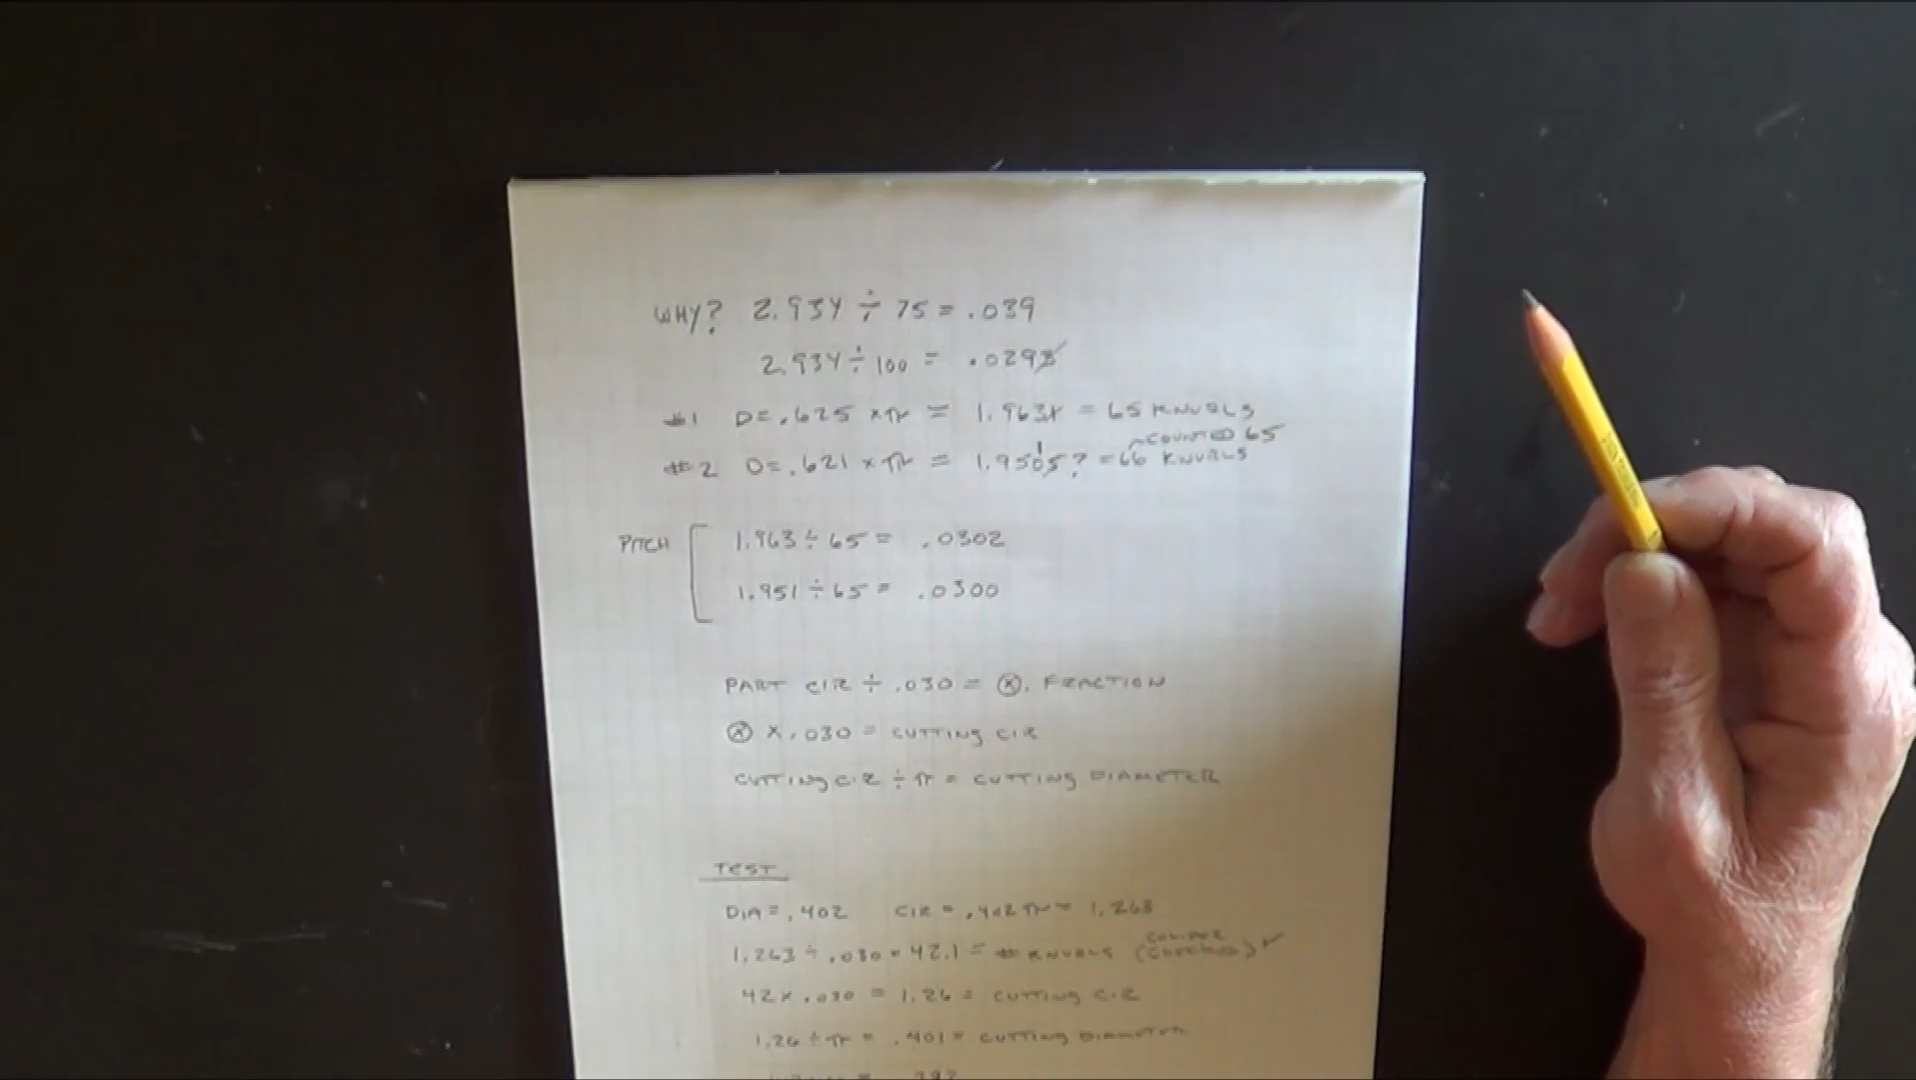 WHY? 2.934 ÷ 75 = .039
2.934 ÷ 100 = .0293
#1 D=.625 × π = 1.963 = 65 KNURLS
COUNTED 65
#2 D=.621 × π = 1.9505? = 66 KNURLS
PITCH
1.963 ÷ 65 = .0302
1.951 ÷ 65 = .0300
PART CIR ÷ .030 = Ⓧ. FRACTION
Ⓧ × .030 = CUTTING CIR
CUTTING CIR ÷ π = CUTTING DIAMETER
TEST
DIA = .402 CIR = .402 π = 1.263
1.263 ÷ .030 = 42.1 = # KNURLS (CHECKED) ✓
42 × .030 = 1.26 = CUTTING CIR
1.26 ÷ π = .401 = CUTTING DIAMETER